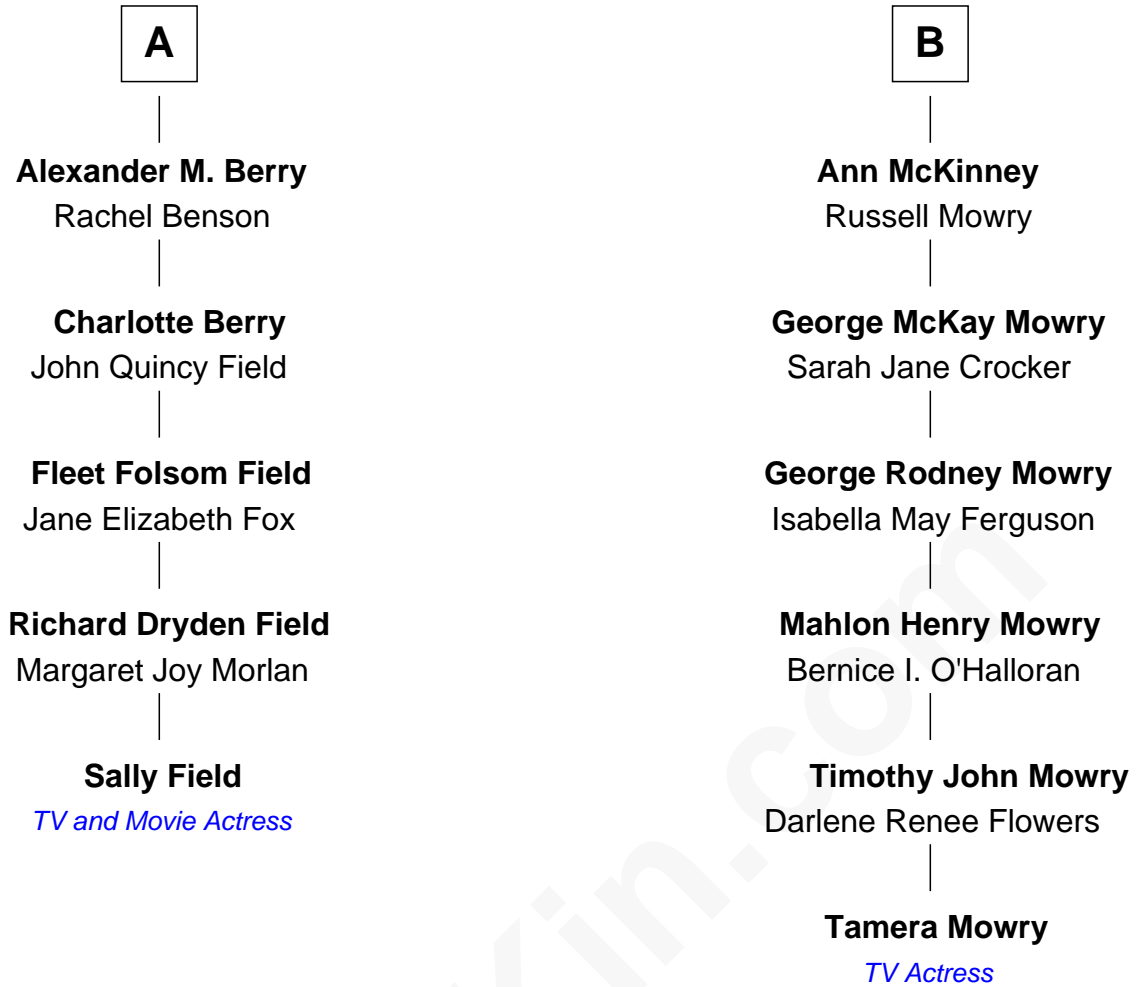 A
Alexander M. Berry
Rachel Benson
Charlotte Berry
John Quincy Field
Fleet Folsom Field
Jane Elizabeth Fox
Richard Dryden Field
Margaret Joy Morlan
Sally Field
TV and Movie Actress
B
Ann McKinney
Russell Mowry
George McKay Mowry
Sarah Jane Crocker
George Rodney Mowry
Isabella May Ferguson
Mahlon Henry Mowry
Bernice I. O'Halloran
Timothy John Mowry
Darlene Renee Flowers
Tamera Mowry
TV Actress
Kin.com